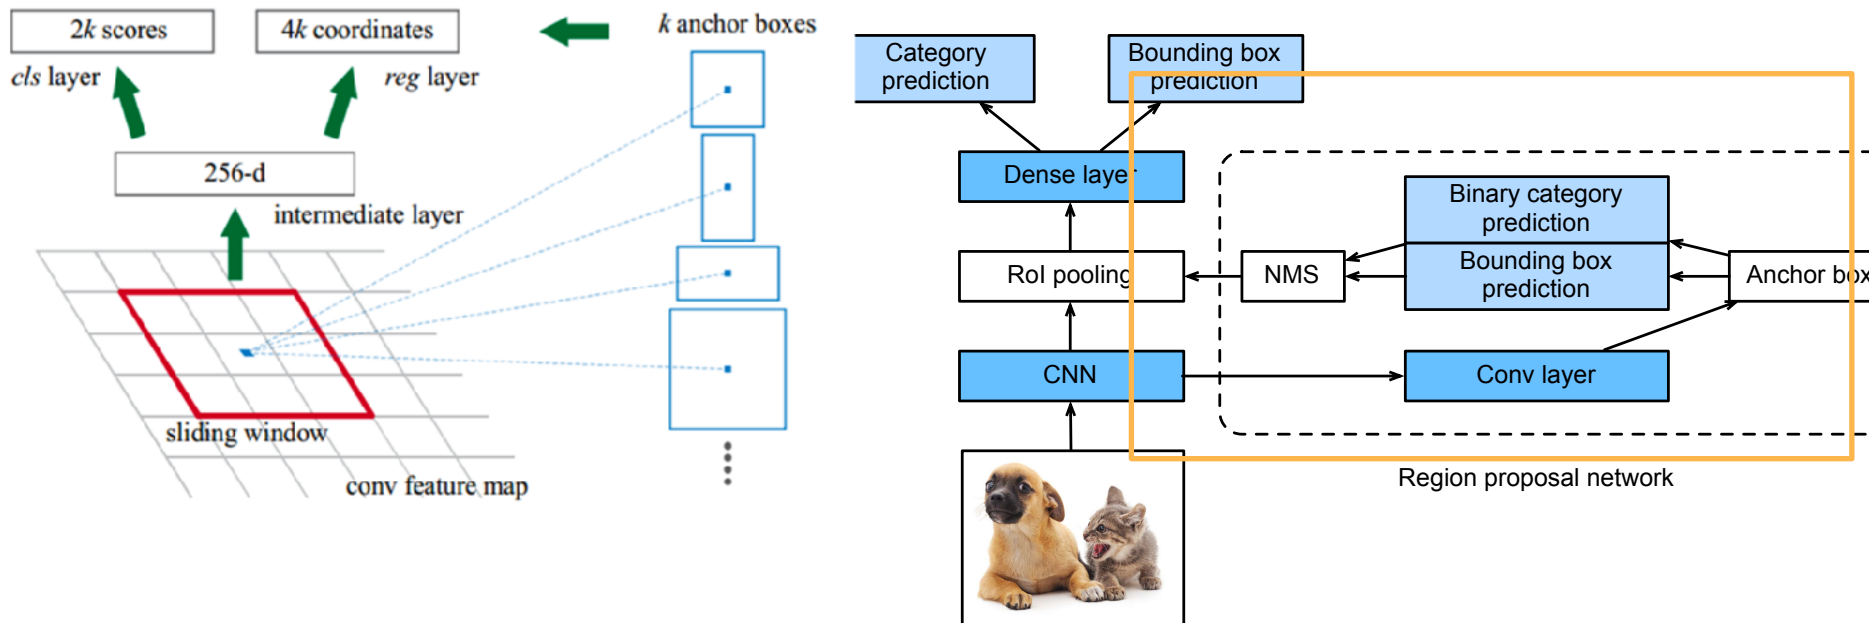 2k scores
4k coordinates
k anchor boxes
cls layer
reg layer
256-d
intermediate layer
sliding window
conv feature map
Category
prediction
Bounding box
prediction
Dense layer
Binary category
prediction
RoI pooling
NMS
Bounding box
prediction
Anchor box
CNN
Conv layer
Region proposal network